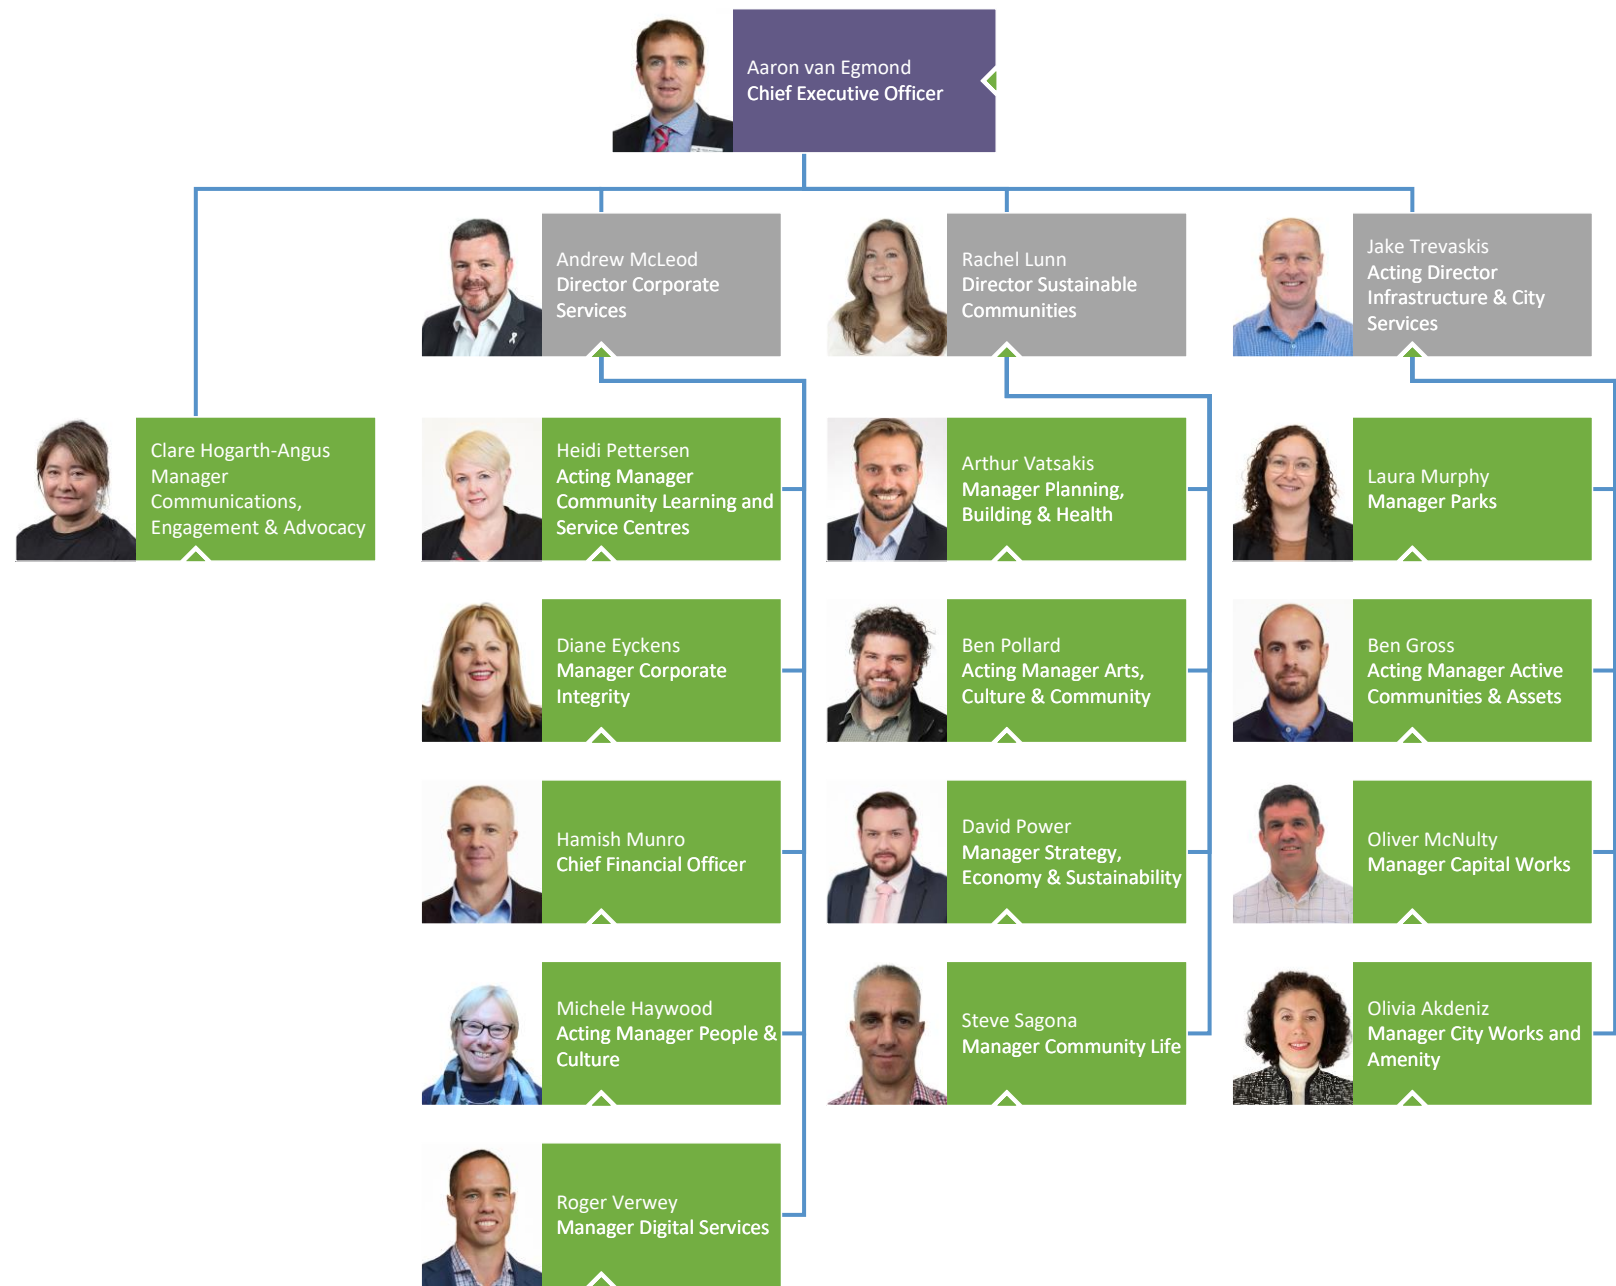 Aaron van Egmond
Chief Executive Officer
Andrew McLeod
Director Corporate
Services
Rachel Lunn
Director Sustainable
Communities
Jake Trevaskis
Acting Director
Infrastructure & City
Services
Clare Hogarth-Angus
Manager
Communications,
Engagement & Advocacy
Heidi Pettersen
Acting Manager
Community Learning and
Service Centres
Arthur Vatsakis
Manager Planning,
Building & Health
Laura Murphy
Manager Parks
Diane Eyckens
Manager Corporate
Integrity
Ben Pollard
Acting Manager Arts,
Culture & Community
Ben Gross
Acting Manager Active
Communities & Assets
Hamish Munro
Chief Financial Officer
David Power
Manager Strategy,
Economy & Sustainability
Oliver McNulty
Manager Capital Works
Michele Haywood
Acting Manager People &
Culture
Steve Sagona
Manager Community Life
Olivia Akdeniz
Manager City Works and
Amenity
Roger Verwey
Manager Digital Services